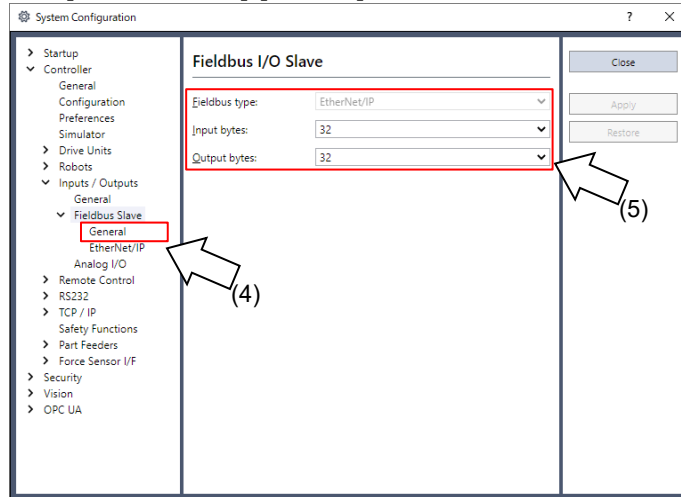 System Configuration
? ×
Startup
Controller
General
Configuration
Preferences
Simulator
Drive Units
Robots
Inputs / Outputs
General
Fieldbus Slave
General
EtherNet/IP
Analog I/O
Remote Control
RS232
TCP / IP
Safety Functions
Part Feeders
Force Sensor I/F
Security
Vision
OPC UA
(4)
Fieldbus I/O Slave
Fieldbus type: EtherNet/IP
Input bytes: 32
Output bytes: 32
(5)
Close
Apply
Restore